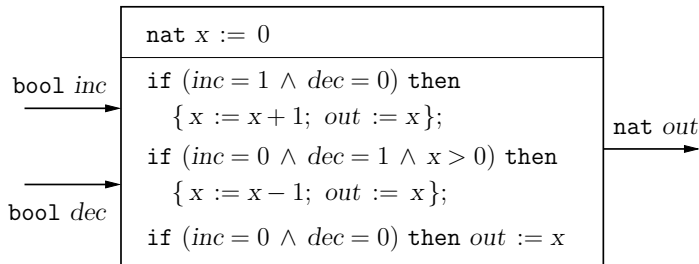 nat x := 0
bool inc
if (inc = 1 ∧ dec = 0) then
{ x := x + 1; out := x};
nat out
if (inc = 0 ∧ dec = 1 ∧ x > 0) then
{ x := x − 1; out := x};
bool dec
if (inc = 0 ∧ dec = 0) then out := x